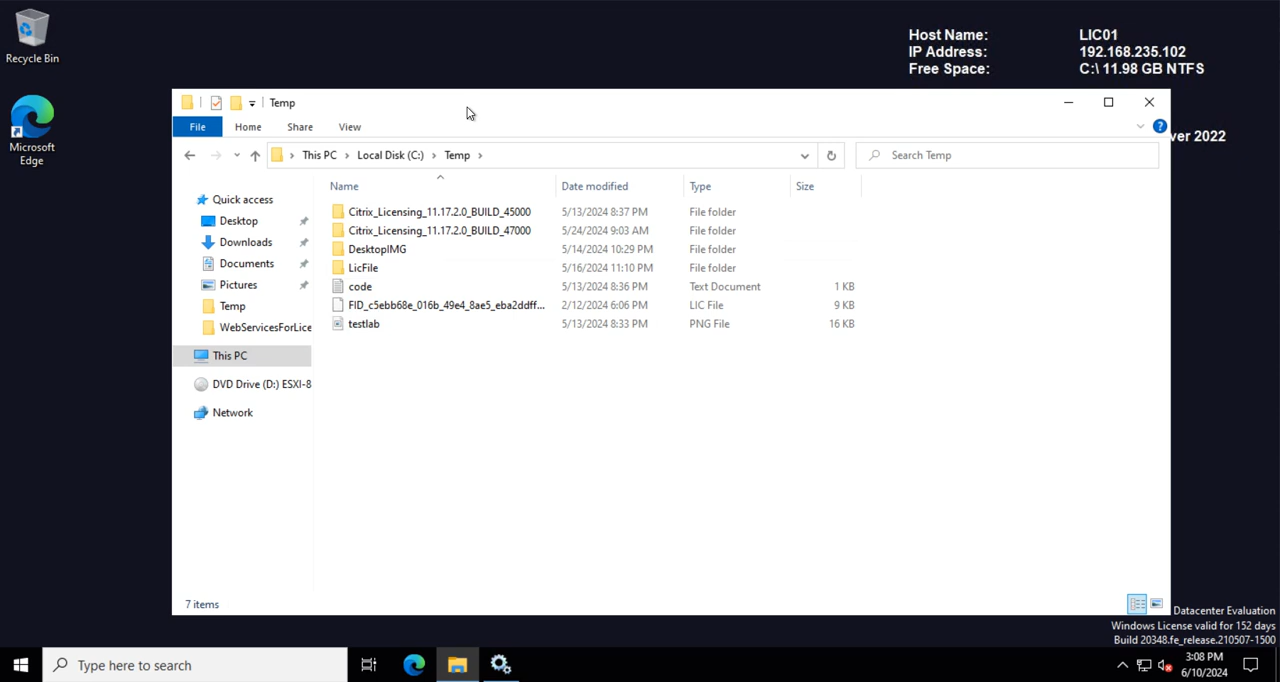 Recycle Bin
Microsoft
Edge
Host Name: LIC01
IP Address: 192.168.235.102
Free Space: C:\ 11.98 GB NTFS
ver 2022
Temp
File Home Share View
This PC Local Disk (C:) Temp
Search Temp
Name Date modified Type Size
Quick access
Desktop
Downloads
Documents
Pictures
Temp
WebServicesForLice
This PC
DVD Drive (D:) ESXI-8
Network
Citrix_Licensing_11.17.2.0_BUILD_45000 5/13/2024 8:37 PM File folder
Citrix_Licensing_11.17.2.0_BUILD_47000 5/24/2024 9:03 AM File folder
DesktopIMG 5/14/2024 10:29 PM File folder
LicFile 5/16/2024 11:10 PM File folder
code 5/13/2024 8:36 PM Text Document 1 KB
FID_c5ebb68e_016b_49e4_8ae5_eba2ddff... 2/12/2024 6:06 PM LIC File 9 KB
testlab 5/13/2024 8:33 PM PNG File 16 KB
7 items
Datacenter Evaluation
Windows License valid for 152 days
Build 20348.fe_release.210507-1500
Type here to search
3:08 PM
6/10/2024